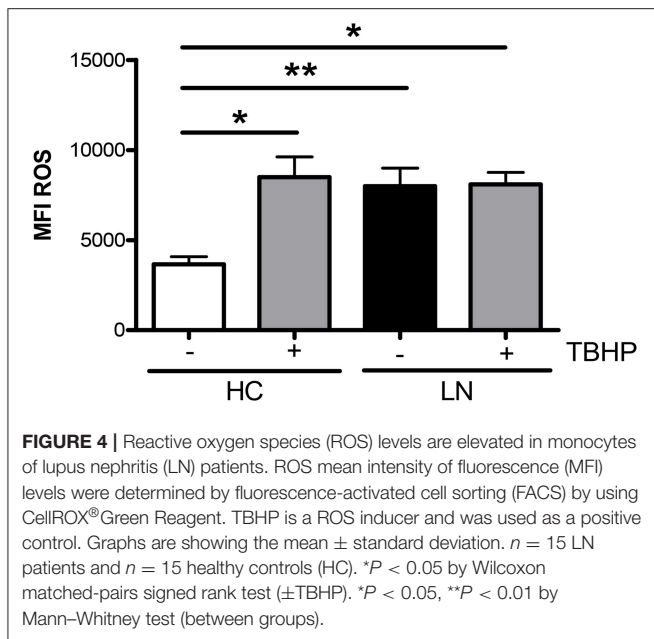 *
**
*
15000
10000
5000
0
MFI ROS
- + - + TBHP
HC LN
FIGURE 4 | Reactive oxygen species (ROS) levels are elevated in monocytes
of lupus nephritis (LN) patients. ROS mean intensity of fluorescence (MFI)
levels were determined by fluorescence-activated cell sorting (FACS) by using
CellROX®Green Reagent. TBHP is a ROS inducer and was used as a positive
control. Graphs are showing the mean ± standard deviation. n = 15 LN
patients and n = 15 healthy controls (HC). *P < 0.05 by Wilcoxon
matched-pairs signed rank test (±TBHP). *P < 0.05, **P < 0.01 by
Mann–Whitney test (between groups).